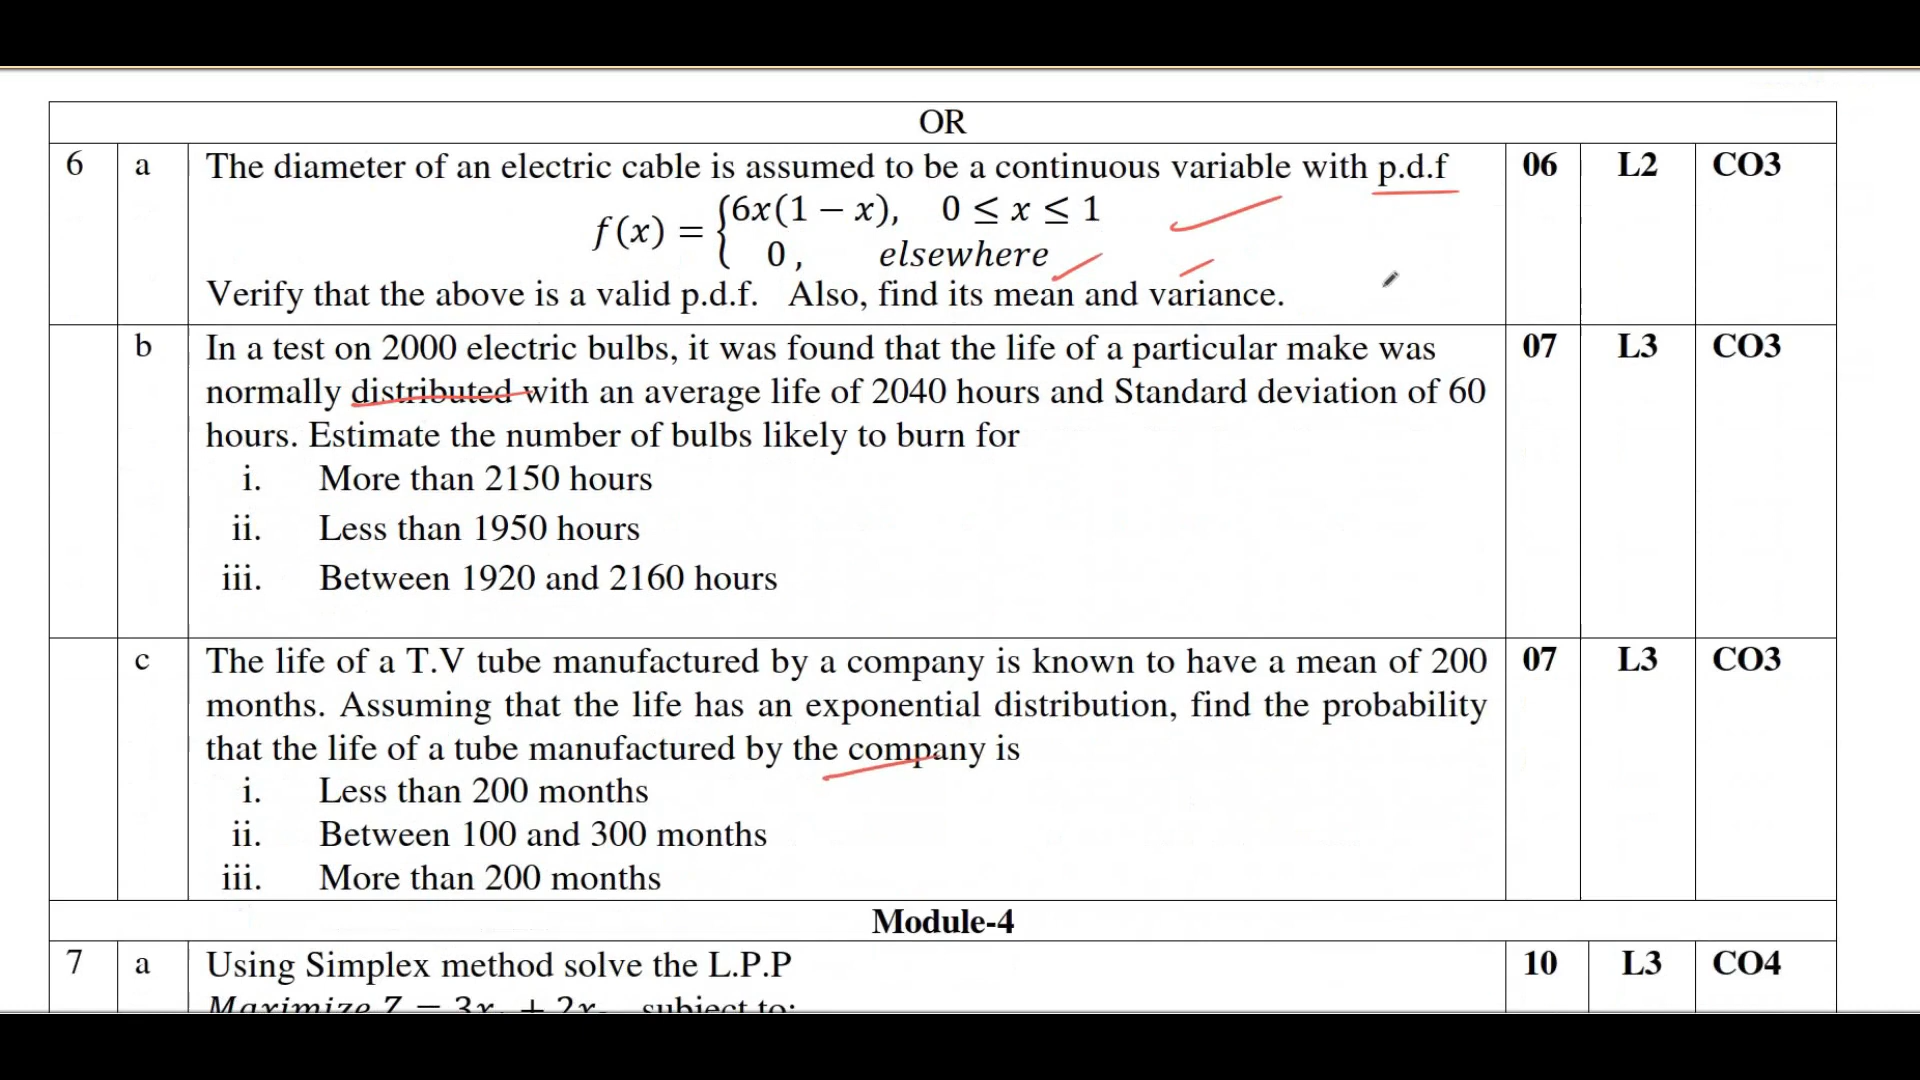 OR
6 a The diameter of an electric cable is assumed to be a continuous variable with p.d.f 06 L2 CO3
f(x) = {6x(1 − x), 0 ≤ x ≤ 1
0, elsewhere
Verify that the above is a valid p.d.f. Also, find its mean and variance.
b In a test on 2000 electric bulbs, it was found that the life of a particular make was 07 L3 CO3
normally distributed with an average life of 2040 hours and Standard deviation of 60
hours. Estimate the number of bulbs likely to burn for
i. More than 2150 hours
ii. Less than 1950 hours
iii. Between 1920 and 2160 hours
c The life of a T.V tube manufactured by a company is known to have a mean of 200 07 L3 CO3
months. Assuming that the life has an exponential distribution, find the probability
that the life of a tube manufactured by the company is
i. Less than 200 months
ii. Between 100 and 300 months
iii. More than 200 months
Module-4
7 a Using Simplex method solve the L.P.P 10 L3 CO4
Maximize Z = 3x + 2x subject to: